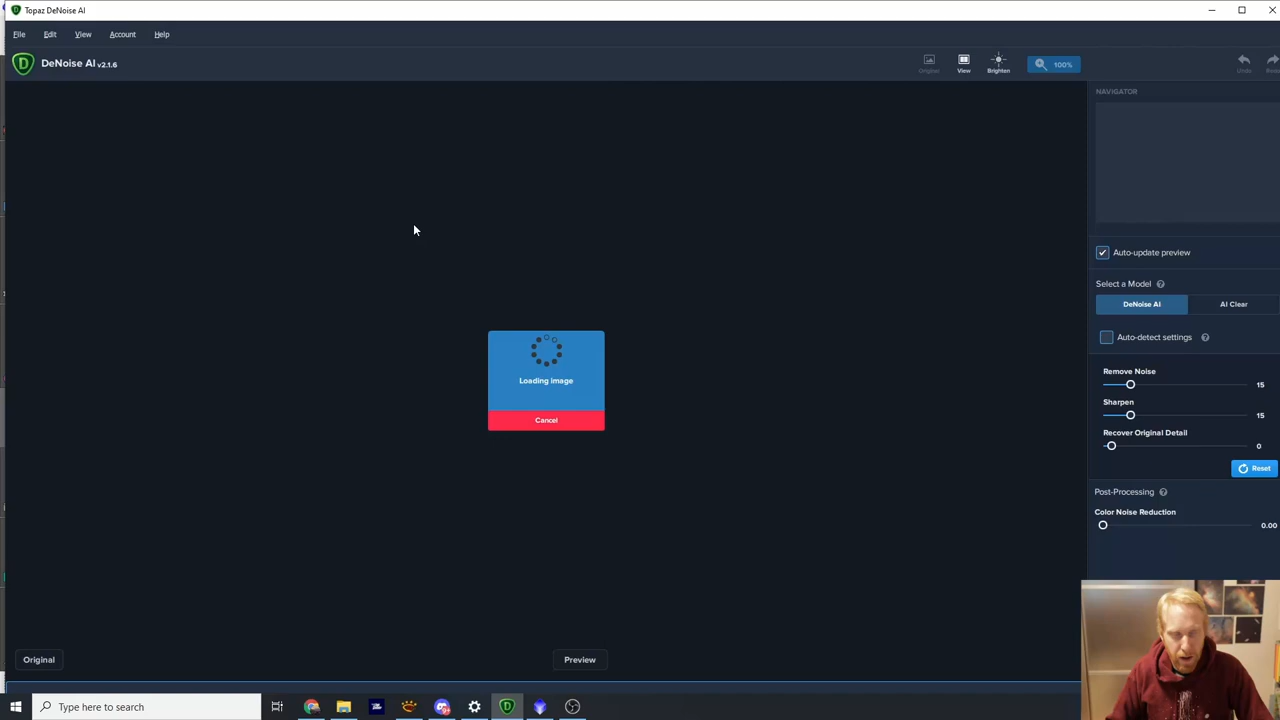 Topaz DeNoise AI
File Edit View Account Help
DeNoise AI v2.1.6
Original View Brighten 100% Undo
NAVIGATOR
Auto-update preview
Select a Model
DeNoise AI AI Clear
Auto-detect settings
Remove Noise
15
Loading image
Sharpen
15
Cancel
Recover Original Detail
0
Reset
Post-Processing
Color Noise Reduction
0.00
Original Preview
Type here to search